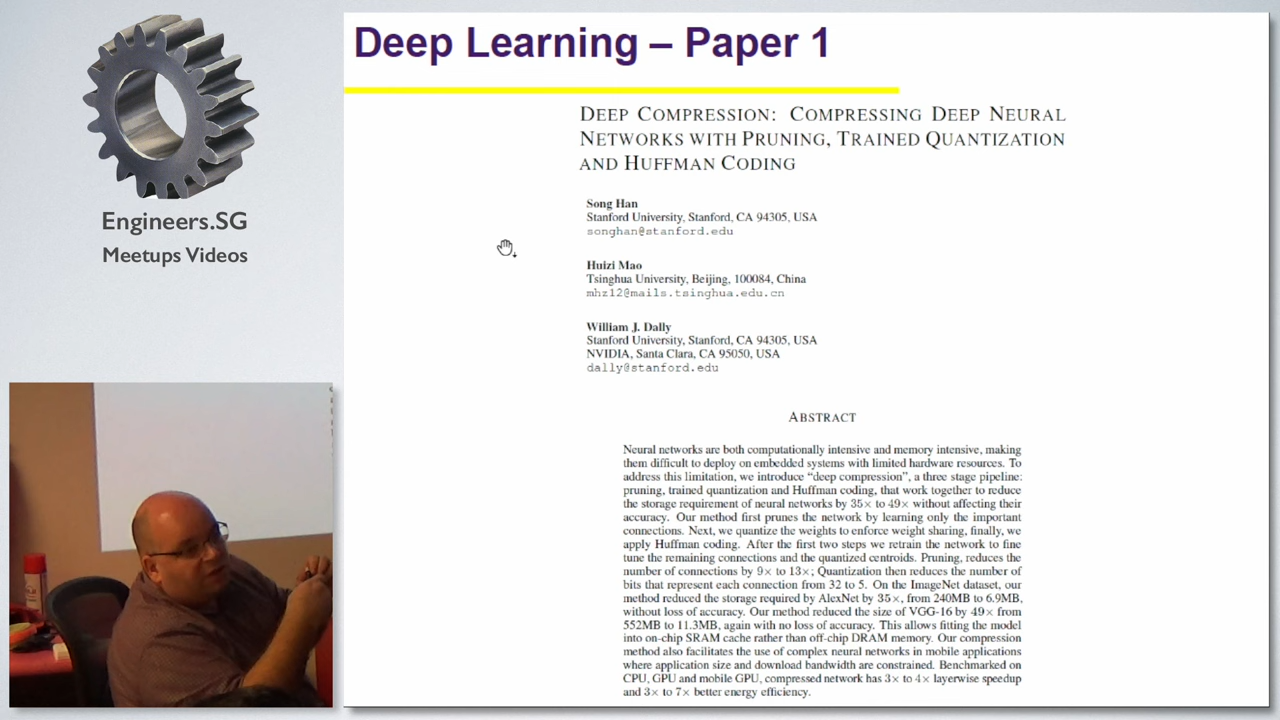 Deep Learning – Paper 1
DEEP COMPRESSION: COMPRESSING DEEP NEURAL
NETWORKS WITH PRUNING, TRAINED QUANTIZATION
AND HUFFMAN CODING
Song Han
Stanford University, Stanford, CA 94305, USA
songhan@stanford.edu
Huizi Mao
Tsinghua University, Beijing, 100084, China
mhz12@mails.tsinghua.edu.cn
William J. Dally
Stanford University, Stanford, CA 94305, USA
NVIDIA, Santa Clara, CA 95050, USA
dally@stanford.edu
ABSTRACT
Neural networks are both computationally intensive and memory intensive, making
them difficult to deploy on embedded systems with limited hardware resources. To
address this limitation, we introduce “deep compression”, a three stage pipeline:
pruning, trained quantization and Huffman coding, that work together to reduce
the storage requirement of neural networks by 35× to 49× without affecting their
accuracy. Our method first prunes the network by learning only the important
connections. Next, we quantize the weights to enforce weight sharing, finally, we
apply Huffman coding. After the first two steps we retrain the network to fine
tune the remaining connections and the quantized centroids. Pruning, reduces the
number of connections by 9× to 13×; Quantization then reduces the number of
bits that represent each connection from 32 to 5. On the ImageNet dataset, our
method reduced the storage required by AlexNet by 35×, from 240MB to 6.9MB,
without loss of accuracy. Our method reduced the size of VGG-16 by 49× from
552MB to 11.3MB, again with no loss of accuracy. This allows fitting the model
into on-chip SRAM cache rather than off-chip DRAM memory. Our compression
method also facilitates the use of complex neural networks in mobile applications
where application size and download bandwidth are constrained. Benchmarked on
CPU, GPU and mobile GPU, compressed network has 3× to 4× layerwise speedup
and 3× to 7× better energy efficiency.
Engineers.SG
Meetups Videos